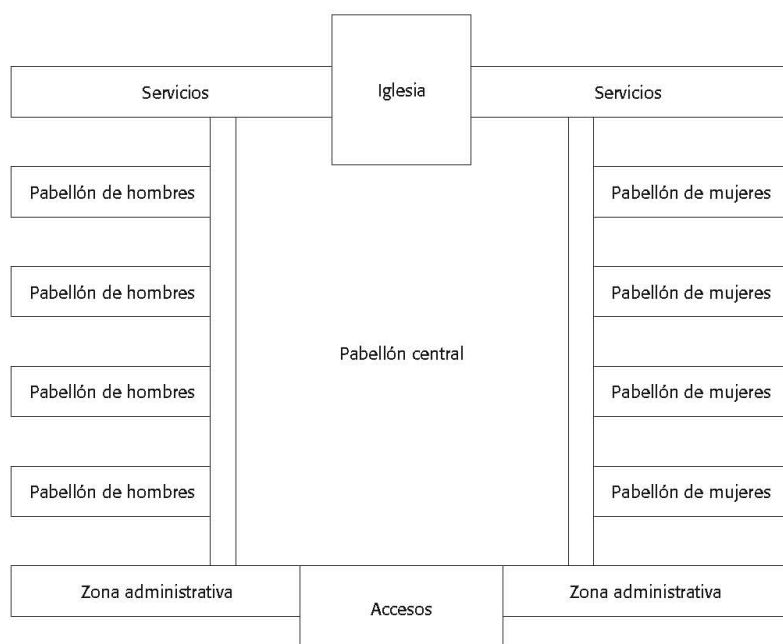 Iglesia
Servicios
Servicios
Pabellón de hombres
Pabellón de mujeres
Pabellón de hombres
Pabellón de mujeres
Pabellón central
Pabellón de hombres
Pabellón de mujeres
Pabellón de hombres
Pabellón de mujeres
Zona administrativa
Zona administrativa
Accesos